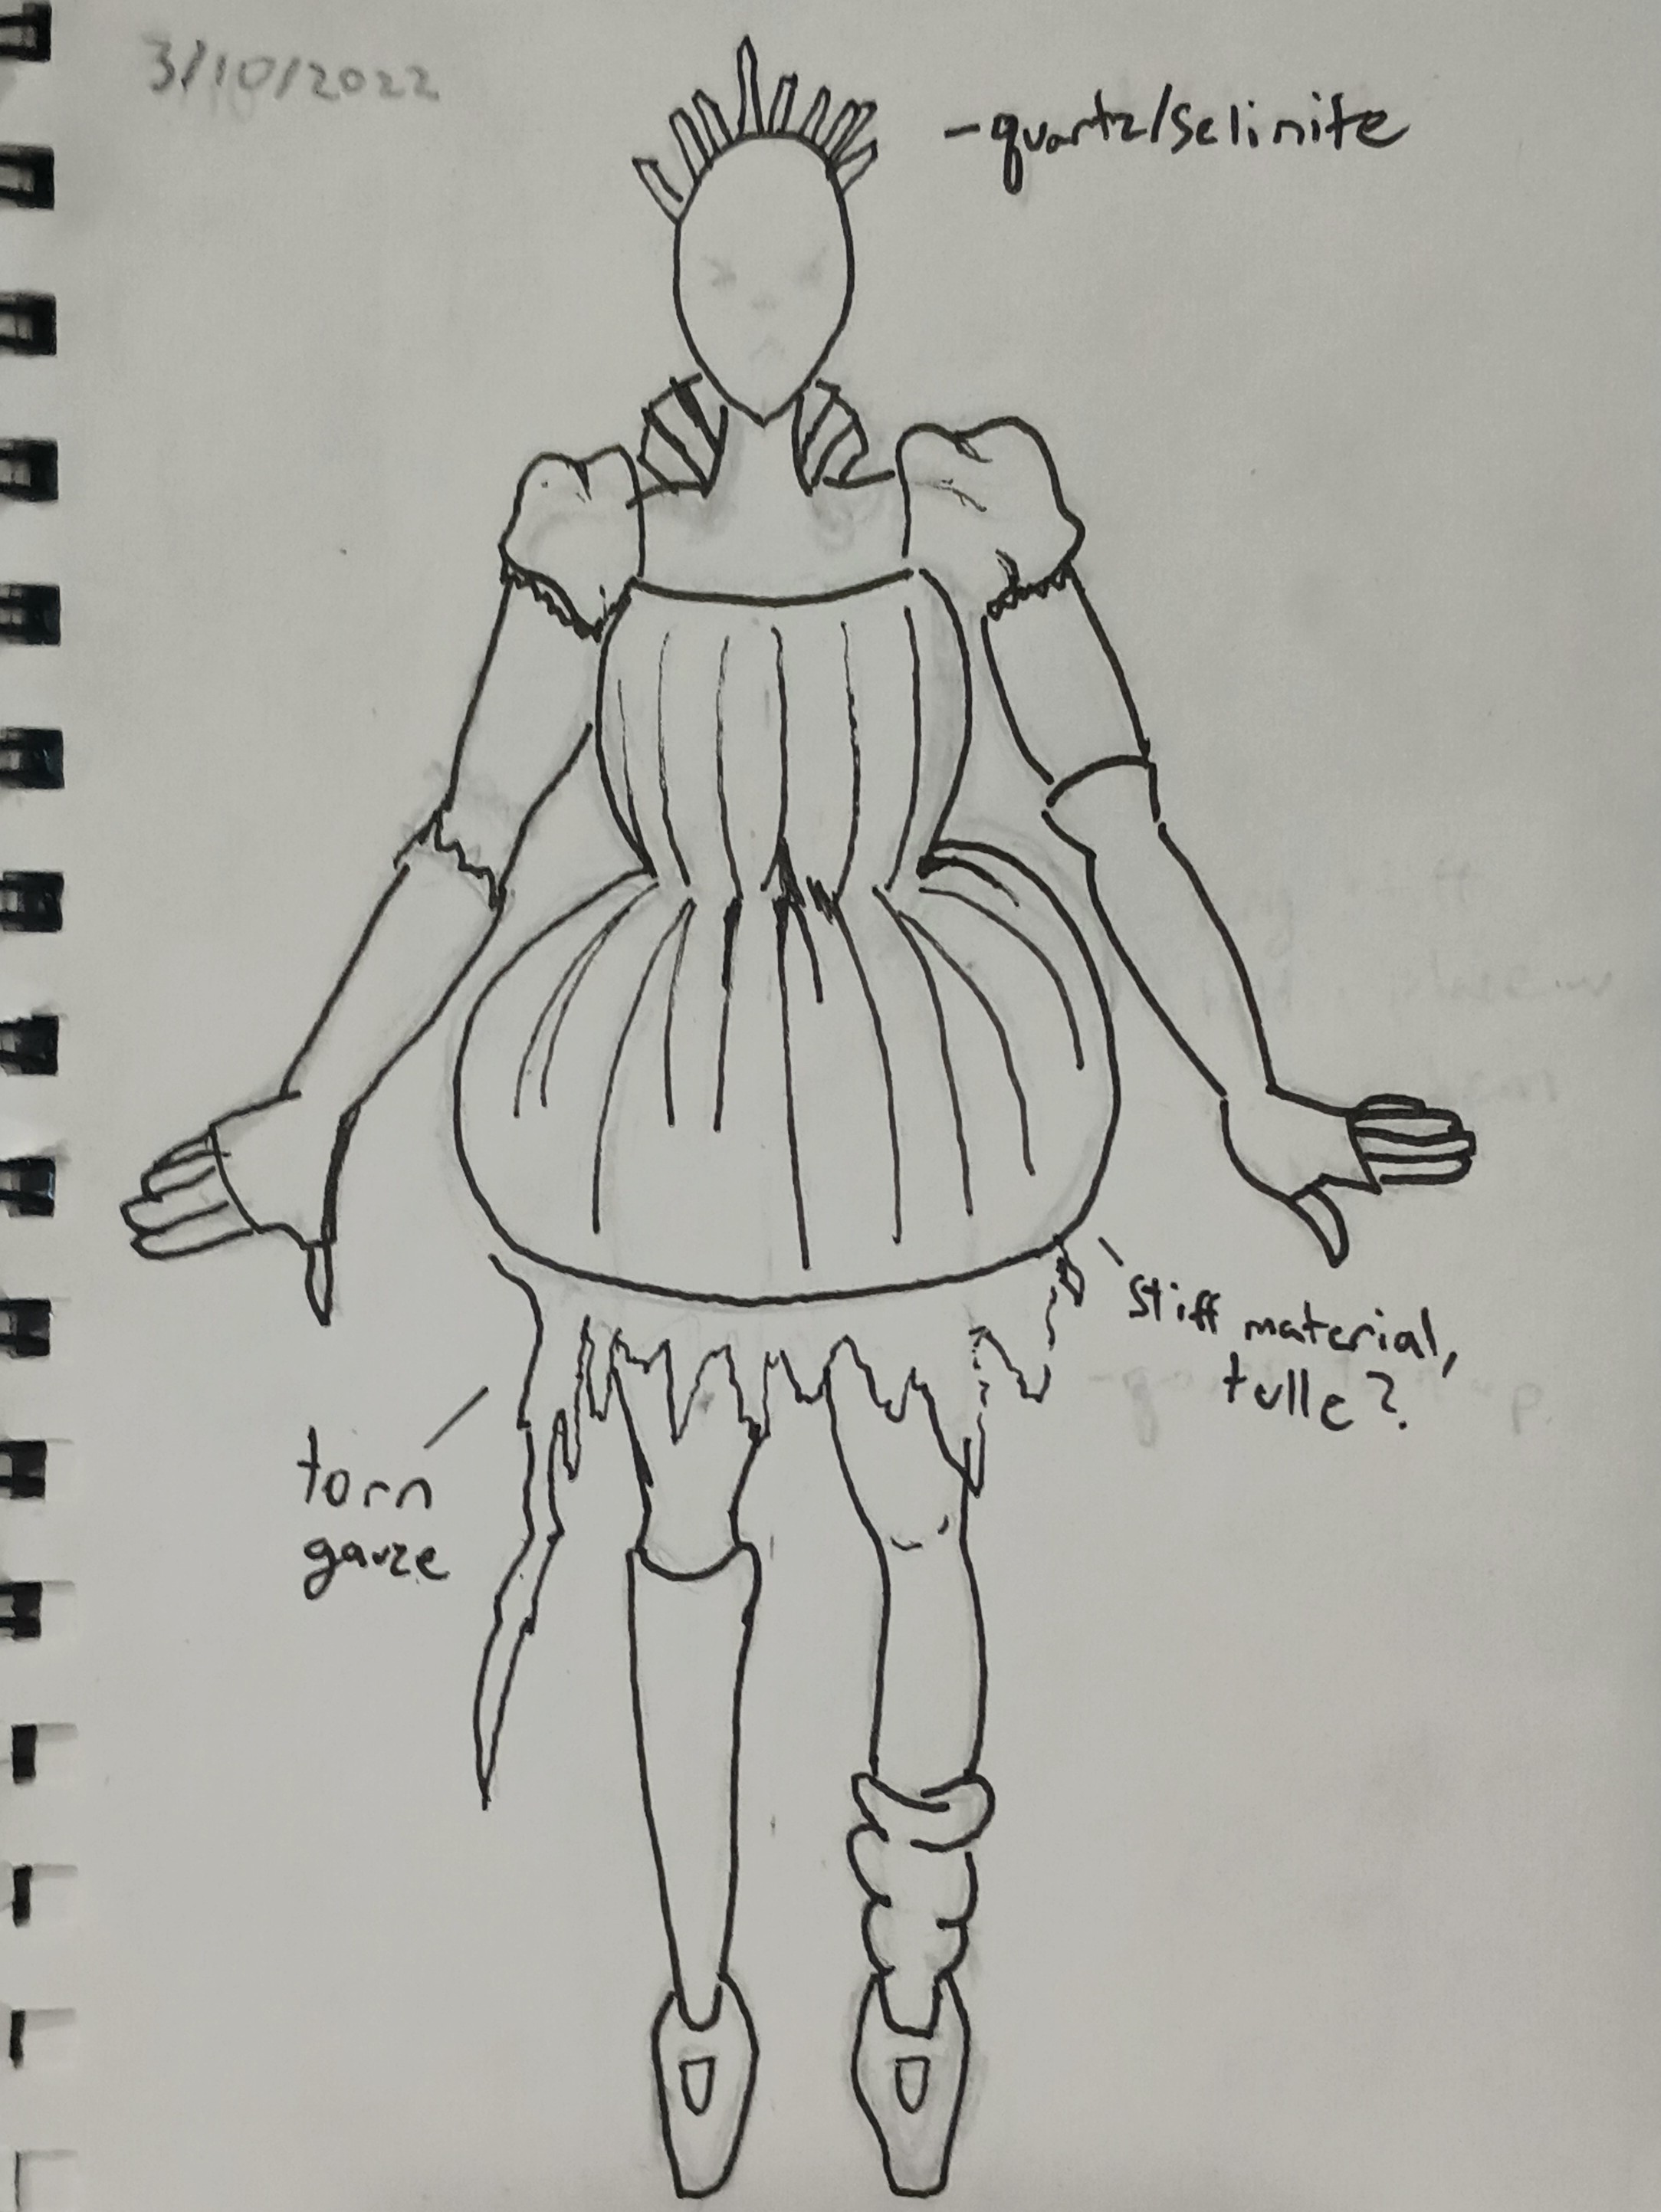 3/10/2022
-quartz/selinite
stiff material,
tulle?
torn
gauze